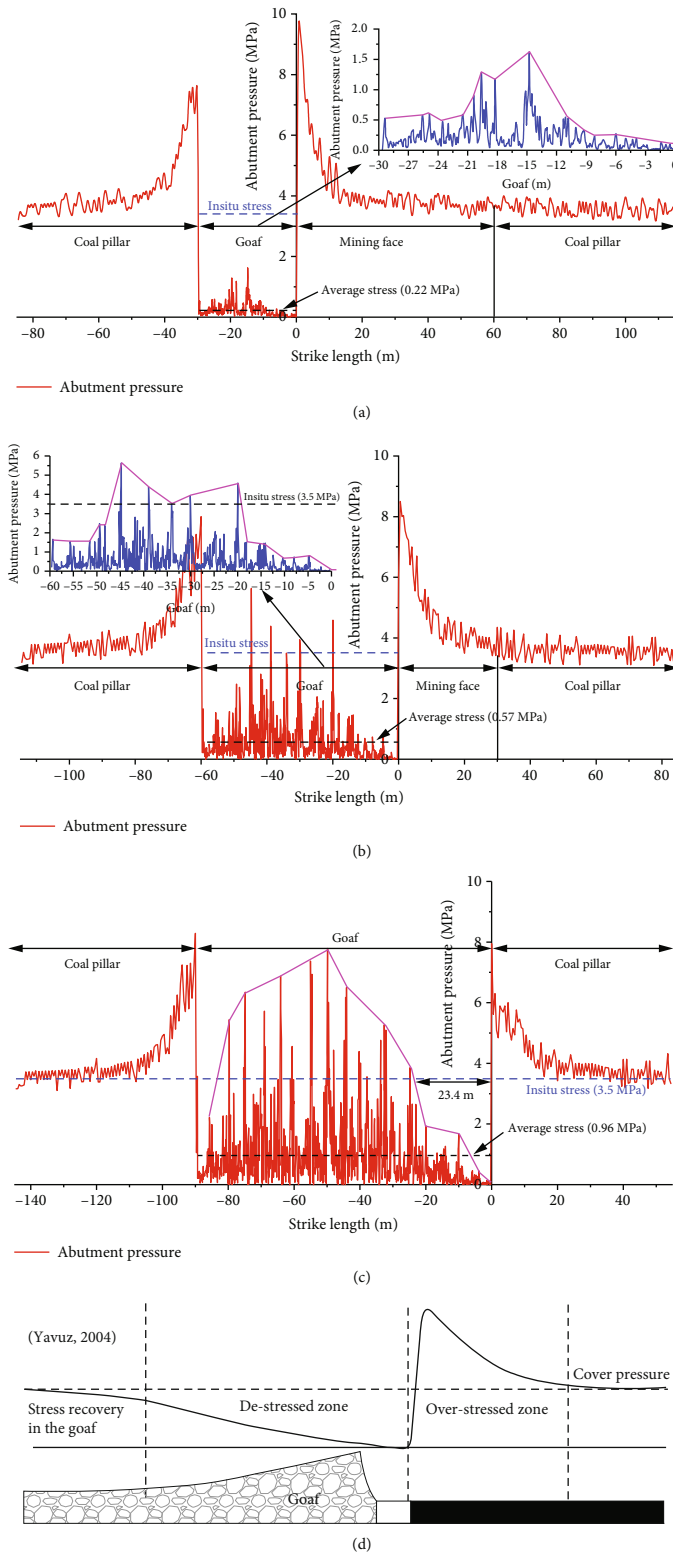 10
8
6
4
2
0
Abutment pressure (MPa)
2.0
1.5
1.0
0.5
0.0
Abutment pressure (MPa)
−30 −27 −24 −21 −18 −15 −12 −9 −6 −3 0
Goaf (m)
Insitu stress
Coal pillar Goaf Mining face Coal pillar
Average stress (0.22 MPa)
−80 −60 −40 −20 0 20 40 60 80 100
Strike length (m)
Abutment pressure
(a)
6
5
4
3
2
1
0
Abutment pressure (MPa)
Insitu stress (3.5 MPa)
−60 −55 −50 −45 −40 −35 −30 −25 −20 −15 −10 −5 0
Goaf (m)
10
8
6
4
2
0
Abutment pressure (MPa)
Insitu stress
Coal pillar Goaf Mining face Coal pillar
Average stress (0.57 MPa)
−100 −80 −60 −40 −20 0 20 40 60 80
Strike length (m)
Abutment pressure
(b)
10
8
6
4
2
0
Abutment pressure (MPa)
Goaf
Coal pillar Coal pillar
23.4 m
Insitu stress (3.5 MPa)
Average stress (0.96 MPa)
−140 −120 −100 −80 −60 −40 −20 0 20 40
Strike length (m)
Abutment pressure
(c)
(Yavuz, 2004)
Cover pressure
Stress recovery
in the goaf
De-stressed zone
Over-stressed zone
Goaf
(d)